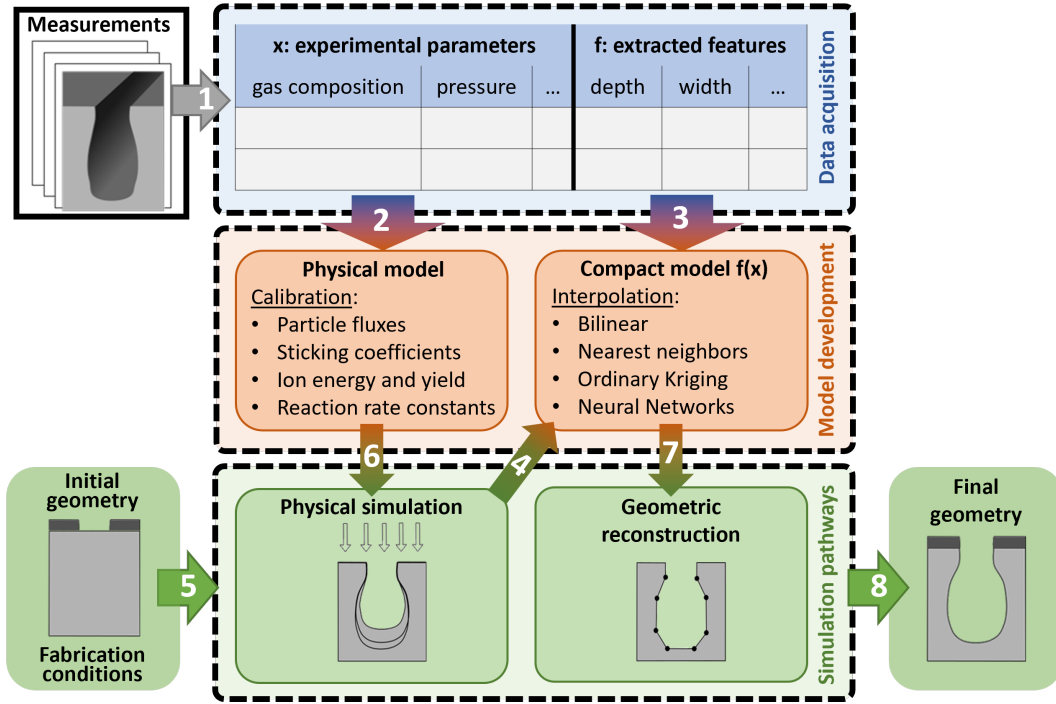 Measurements
1
x: experimental parameters
f: extracted features
gas composition
pressure
...
depth
width
...
Data acquisition
2
3
Physical model
Calibration:
• Particle fluxes
• Sticking coefficients
• Ion energy and yield
• Reaction rate constants
Compact model f(x)
Interpolation:
• Bilinear
• Nearest neighbors
• Ordinary Kriging
• Neural Networks
Model development
6
4
7
Initial
geometry
Fabrication
conditions
5
Physical simulation
Geometric
reconstruction
Simulation pathways
8
Final
geometry